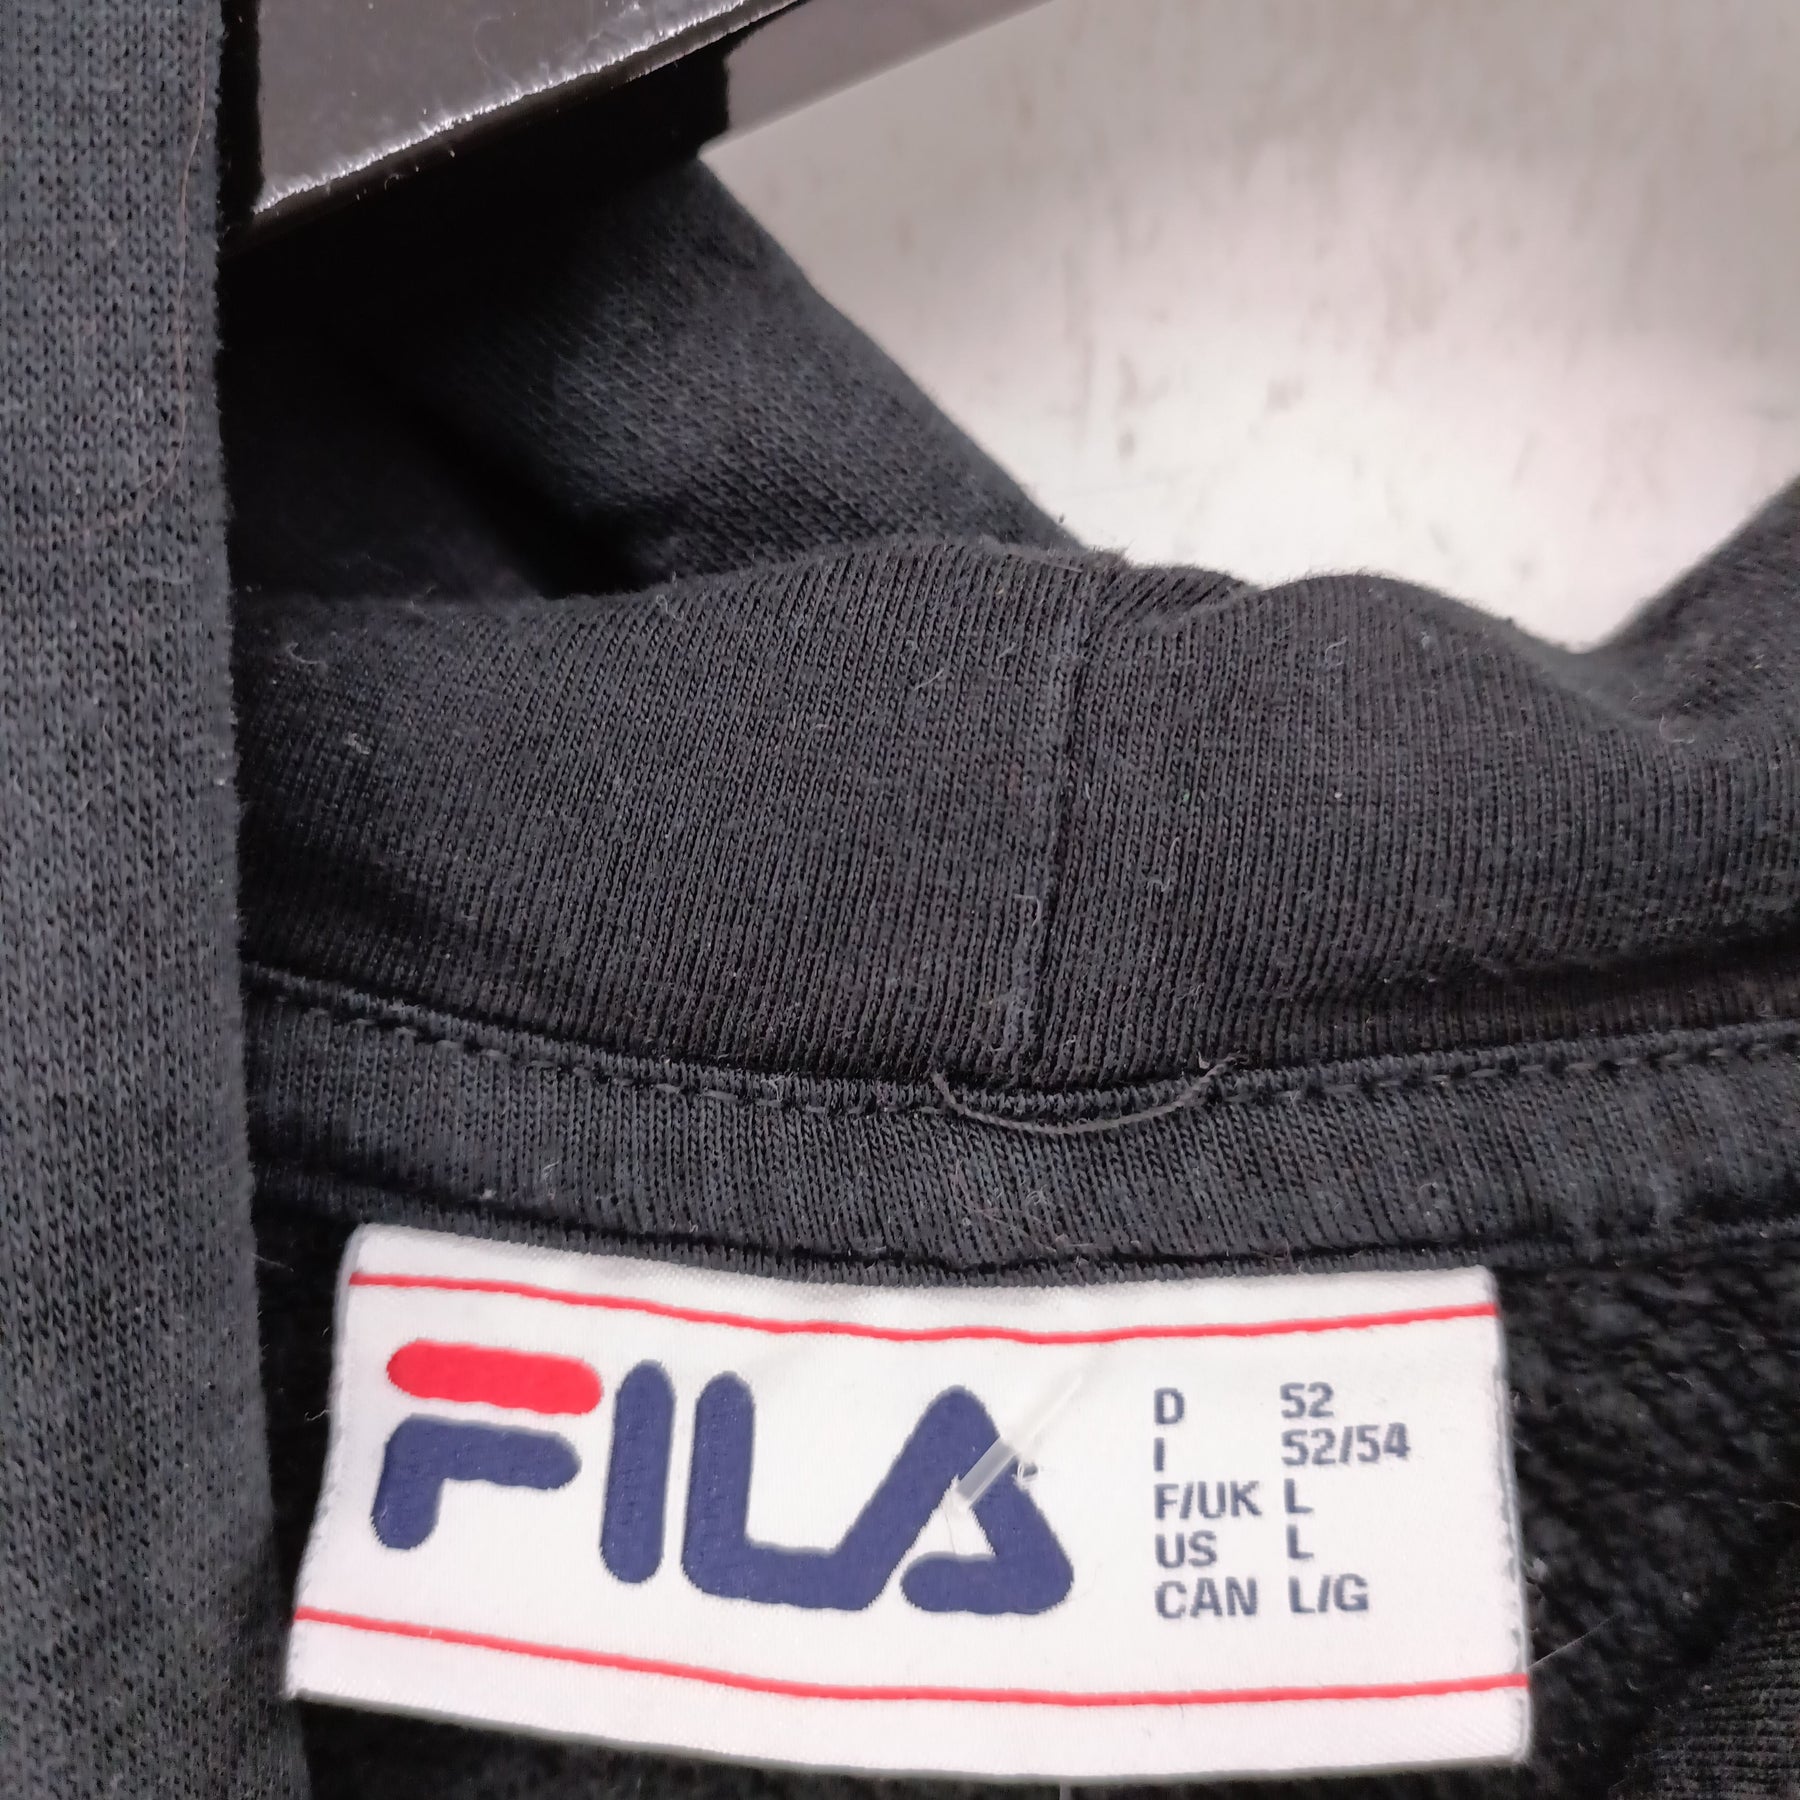 FILA
D 52
I 52/54
F/UK L
US L
CAN L/G